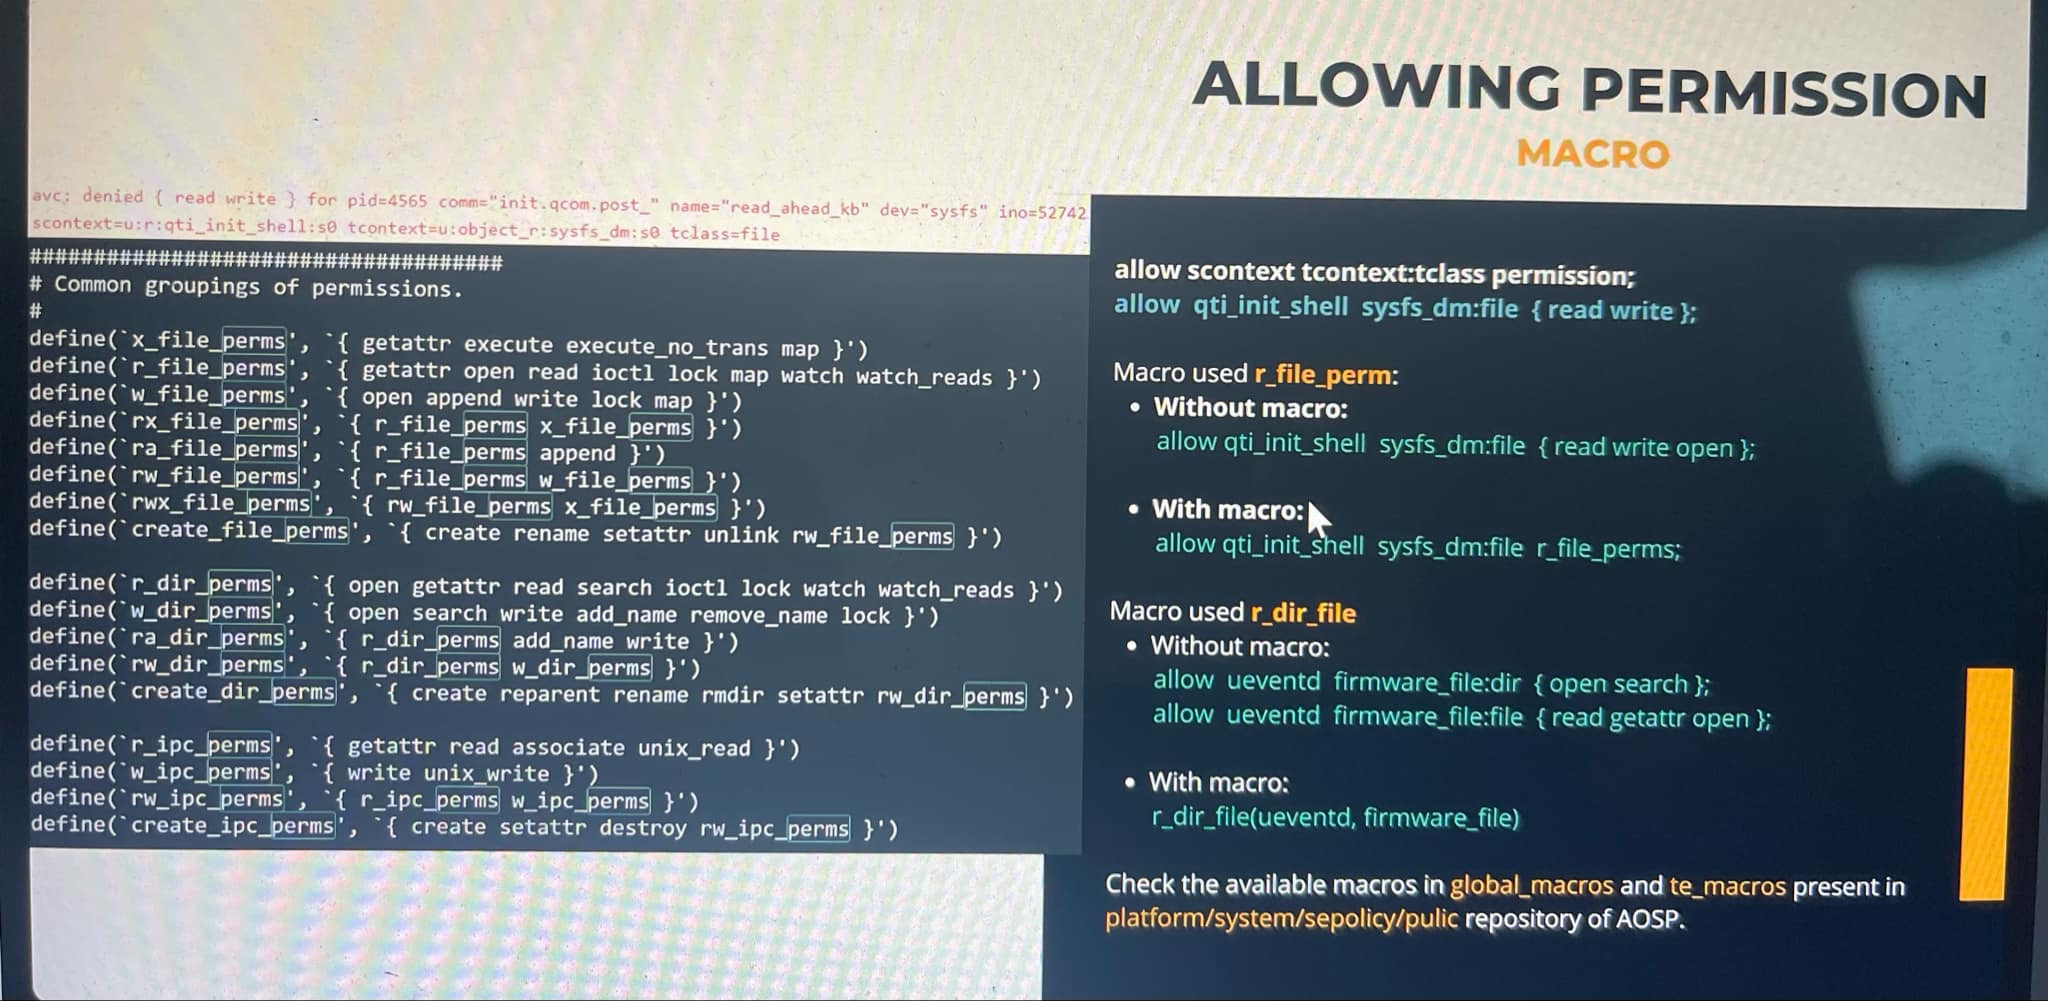 ALLOWING PERMISSION
MACRO
avc: denied { read write } for pid=4565 comm="init.qcom.post_" name="read_ahead_kb" dev="sysfs" ino=52742
scontext=u:r:qti_init_shell:s0 tcontext=u:object_r:sysfs_dm:s0 tclass=file
#####################################
# Common groupings of permissions.
#
define(`x_file_perms', `{ getattr execute execute_no_trans map }')
define(`r_file_perms', `{ getattr open read ioctl lock map watch watch_reads }')
define(`w_file_perms', `{ open append write lock map }')
define(`rx_file_perms', `{ r_file_perms x_file_perms }')
define(`ra_file_perms', `{ r_file_perms append }')
define(`rw_file_perms', `{ r_file_perms w_file_perms }')
define(`rwx_file_perms', `{ rw_file_perms x_file_perms }')
define(`create_file_perms', `{ create rename setattr unlink rw_file_perms }')
define(`r_dir_perms', `{ open getattr read search ioctl lock watch watch_reads }')
define(`w_dir_perms', `{ open search write add_name remove_name lock }')
define(`ra_dir_perms', `{ r_dir_perms add_name write }')
define(`rw_dir_perms', `{ r_dir_perms w_dir_perms }')
define(`create_dir_perms', `{ create reparent rename rmdir setattr rw_dir_perms }')
define(`r_ipc_perms', `{ getattr read associate unix_read }')
define(`w_ipc_perms', `{ write unix_write }')
define(`rw_ipc_perms', `{ r_ipc_perms w_ipc_perms }')
define(`create_ipc_perms', `{ create setattr destroy rw_ipc_perms }')
allow scontext tcontext:tclass permission;
allow qti_init_shell sysfs_dm:file { read write };
Macro used r_file_perm:
• Without macro:
allow qti_init_shell sysfs_dm:file { read write open };
• With macro:
allow qti_init_shell sysfs_dm:file r_file_perms;
Macro used r_dir_file
• Without macro:
allow ueventd firmware_file:dir { open search };
allow ueventd firmware_file:file { read getattr open };
• With macro:
r_dir_file(ueventd, firmware_file)
Check the available macros in global_macros and te_macros present in
platform/system/sepolicy/pulic repository of AOSP.